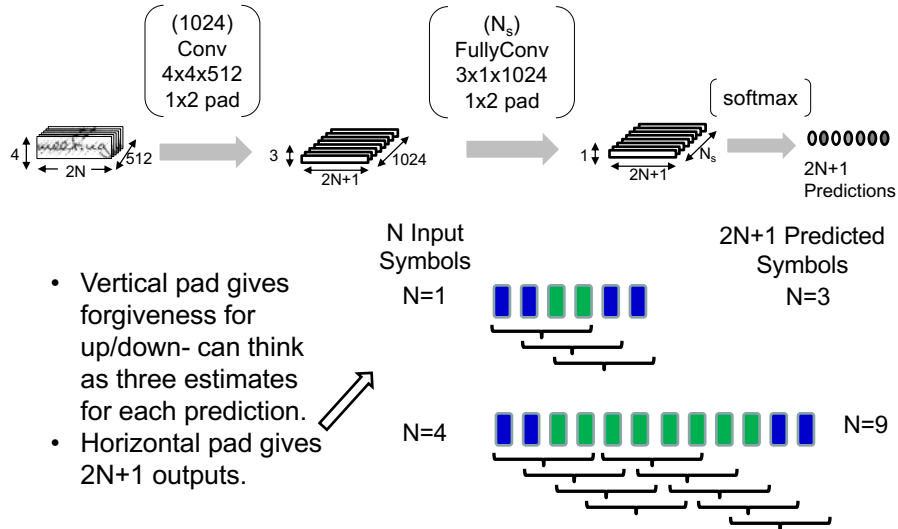 (1024)
Conv
4x4x512
1x2 pad
(Ns)
FullyConv
3x1x1024
1x2 pad
softmax
4
512
2N
3
1024
2N+1
1
Ns
2N+1
2N+1
Predictions
N Input
Symbols
2N+1 Predicted
Symbols
N=1
N=3
• Vertical pad gives
forgiveness for
up/down- can think
as three estimates
for each prediction.
• Horizontal pad gives
2N+1 outputs.
N=4
N=9